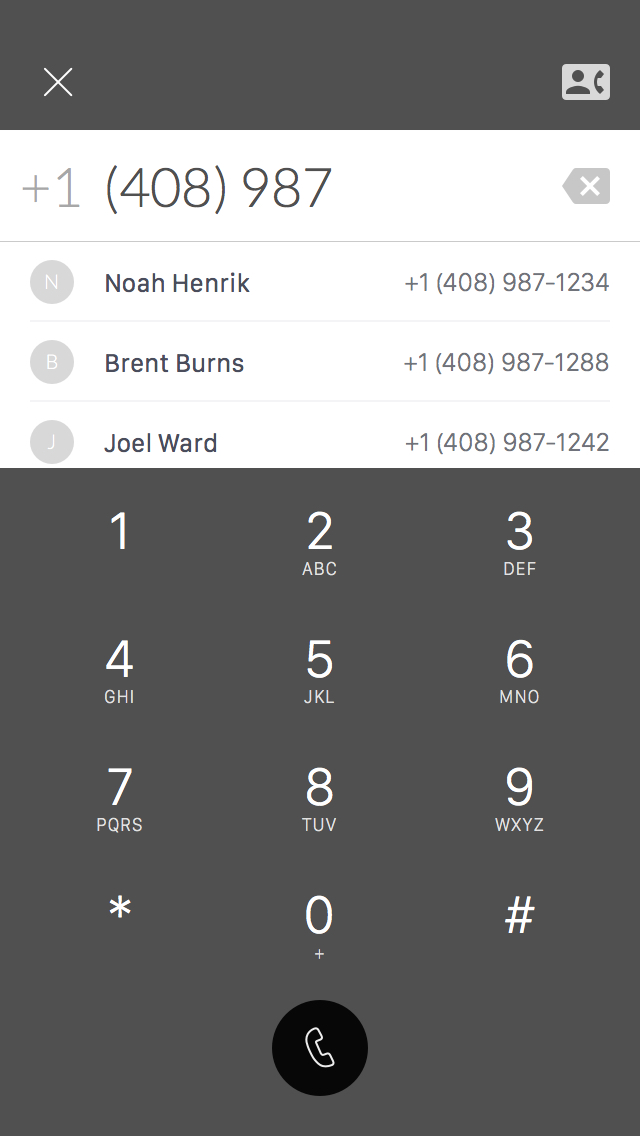 +1 (408) 987
N Noah Henrik +1 (408) 987-1234
B Brent Burns +1 (408) 987-1288
J Joel Ward +1 (408) 987-1242
1 2 3
ABC DEF
4 5 6
GHI JKL MNO
7 8 9
PQRS TUV WXYZ
* 0 #
+